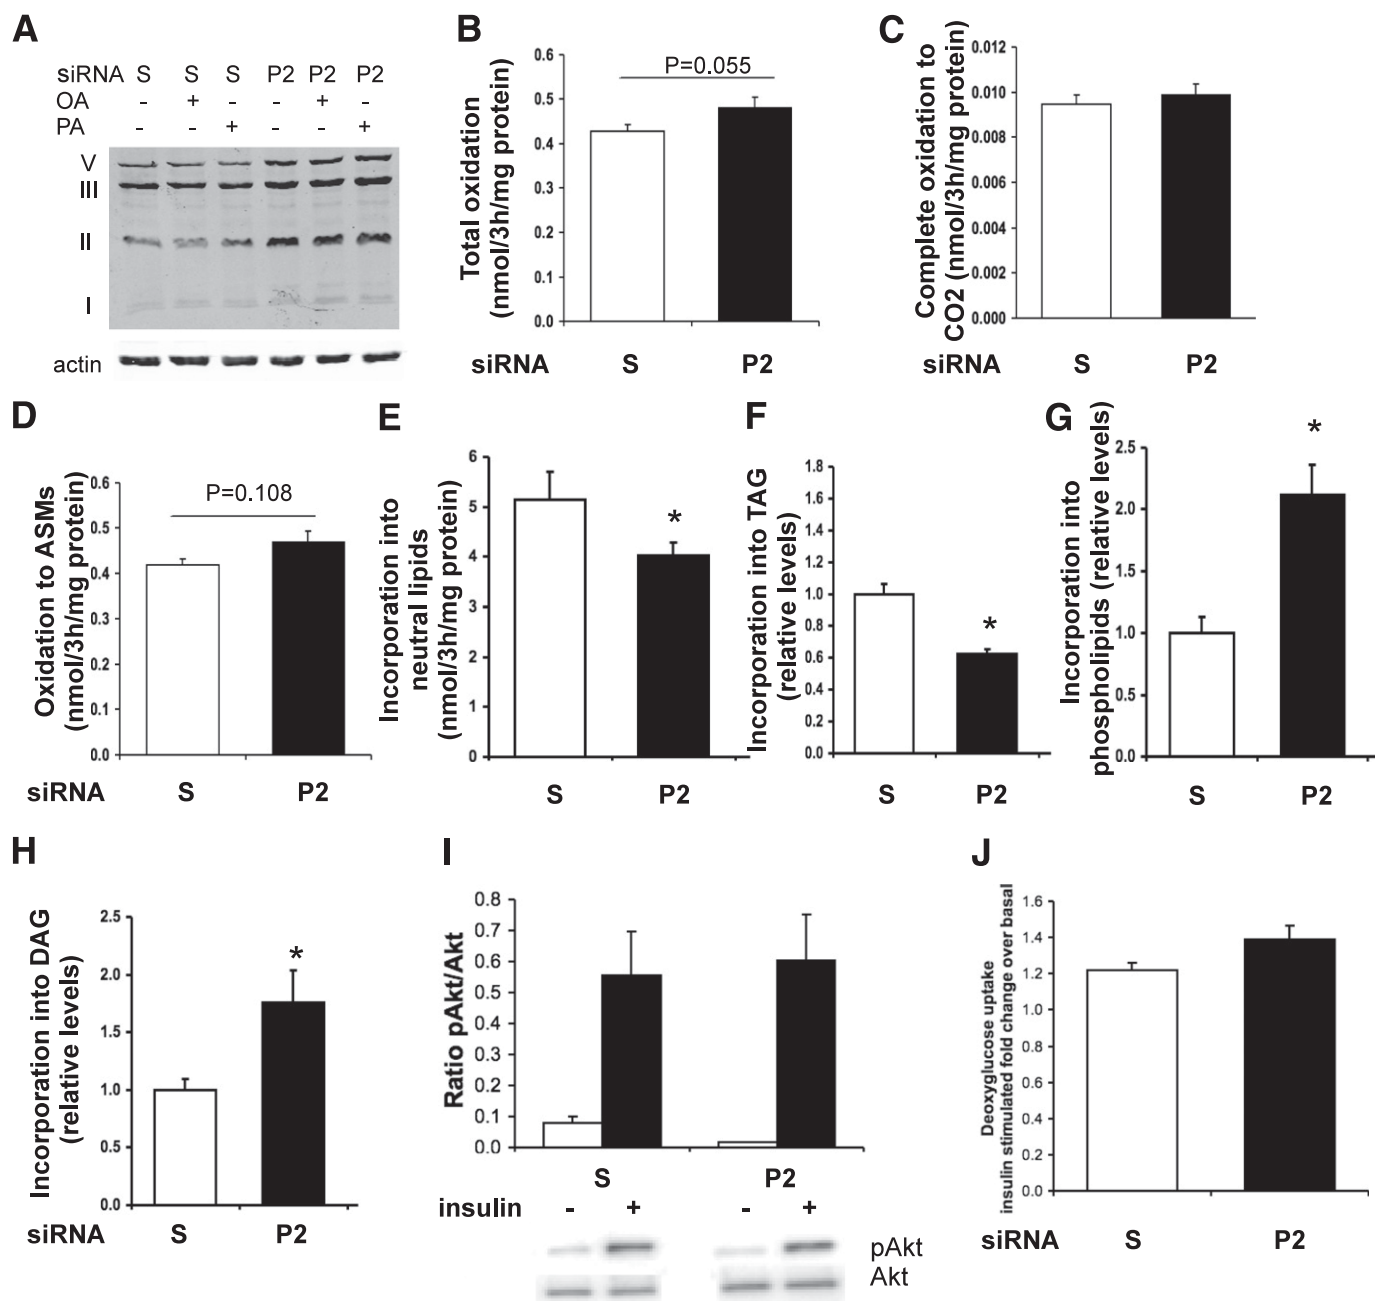 A
siRNA S S S P2 P2 P2
OA - + - - + -
PA - - + - - +
V
III
II
I
actin
B
Total oxidation
(nmol/3h/mg protein)
0.6
0.5
0.4
0.3
0.2
0.1
0.0
P=0.055
siRNA S P2
C
Complete oxidation to
CO2 (nmol/3h/mg protein)
0.012
0.010
0.008
0.006
0.004
0.002
0.000
siRNA S P2
D
Oxidation to ASMs
(nmol/3h/mg protein)
0.6
0.5
0.4
0.3
0.2
0.1
0.0
P=0.108
siRNA S P2
E
Incorporation into
neutral lipids
(nmol/3h/mg protein)
6
5
4
3
2
1
0
*
S P2
F
Incorporation into TAG
(relative levels)
1.8
1.6
1.4
1.2
1.0
0.8
0.6
0.4
0.2
0.0
*
S P2
G
Incorporation into
phospholipids (relative levels)
2.5
2.0
1.5
1.0
0.5
0.0
*
S P2
H
Incorporation into DAG
(relative levels)
2.5
2.0
1.5
1.0
0.5
0.0
*
siRNA S P2
I
Ratio pAkt/Akt
0.8
0.7
0.6
0.5
0.4
0.3
0.2
0.1
0.0
S P2
insulin - + - +
pAkt
Akt
J
Deoxyglucose uptake
insulin stimulated fold change over basal
1.6
1.4
1.2
1.0
0.8
0.6
0.4
0.2
0.0
siRNA S P2